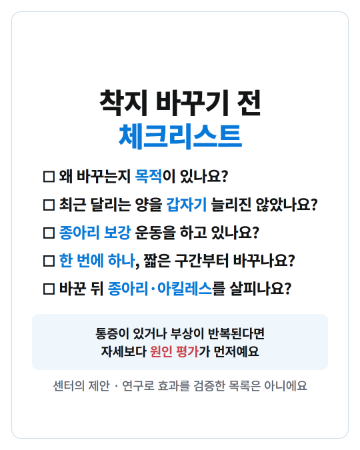 착지 바꾸기 전
체크리스트
□ 왜 바꾸는지 목적이 있나요?
□ 최근 달리는 양을 갑자기 늘리진 않았나요?
□ 종아리 보강 운동을 하고 있나요?
□ 한 번에 하나, 짧은 구간부터 바꾸나요?
□ 바꾼 뒤 종아리·아킬레스를 살피나요?
통증이 있거나 부상이 반복된다면
자세보다 원인 평가가 먼저예요
센터의 제안 · 연구로 효과를 검증한 목록은 아니에요